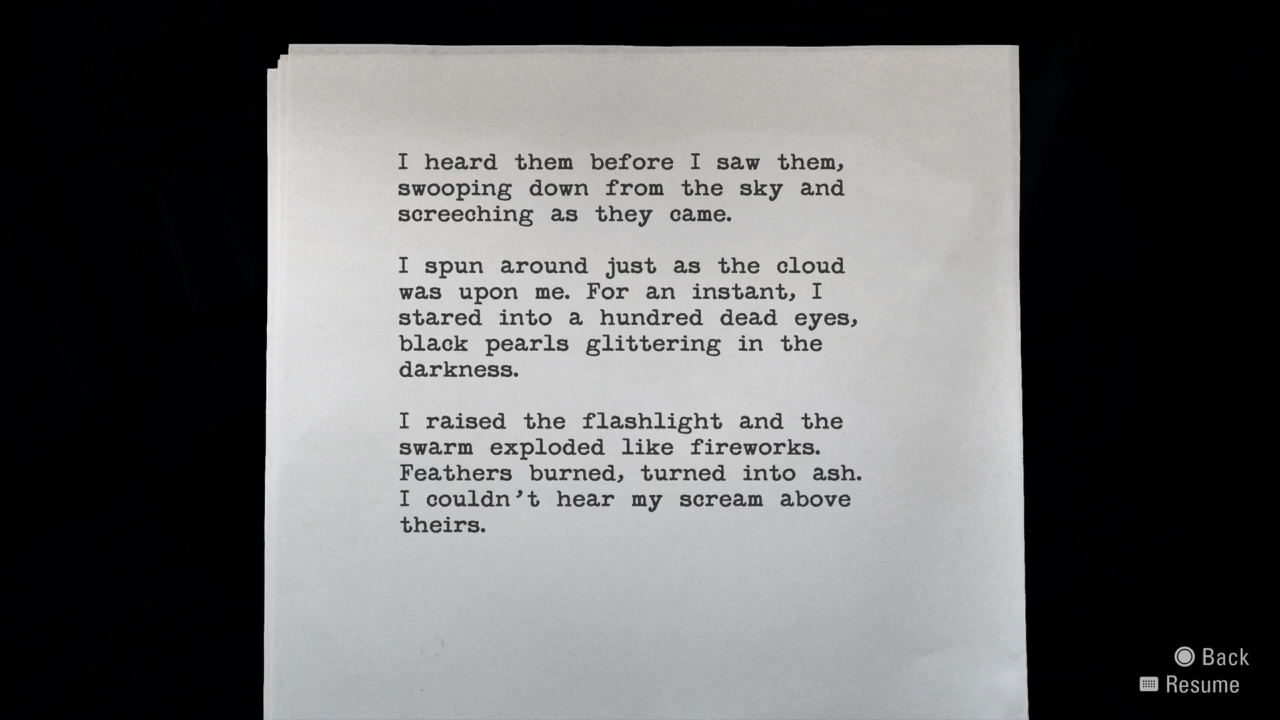 I heard them before I saw them,
swooping down from the sky and
screeching as they came.
I spun around just as the cloud
was upon me. For an instant, I
stared into a hundred dead eyes,
black pearls glittering in the
darkness.
I raised the flashlight and the
swarm exploded like fireworks.
Feathers burned, turned into ash.
I couldn't hear my scream above
theirs.
Back
Resume